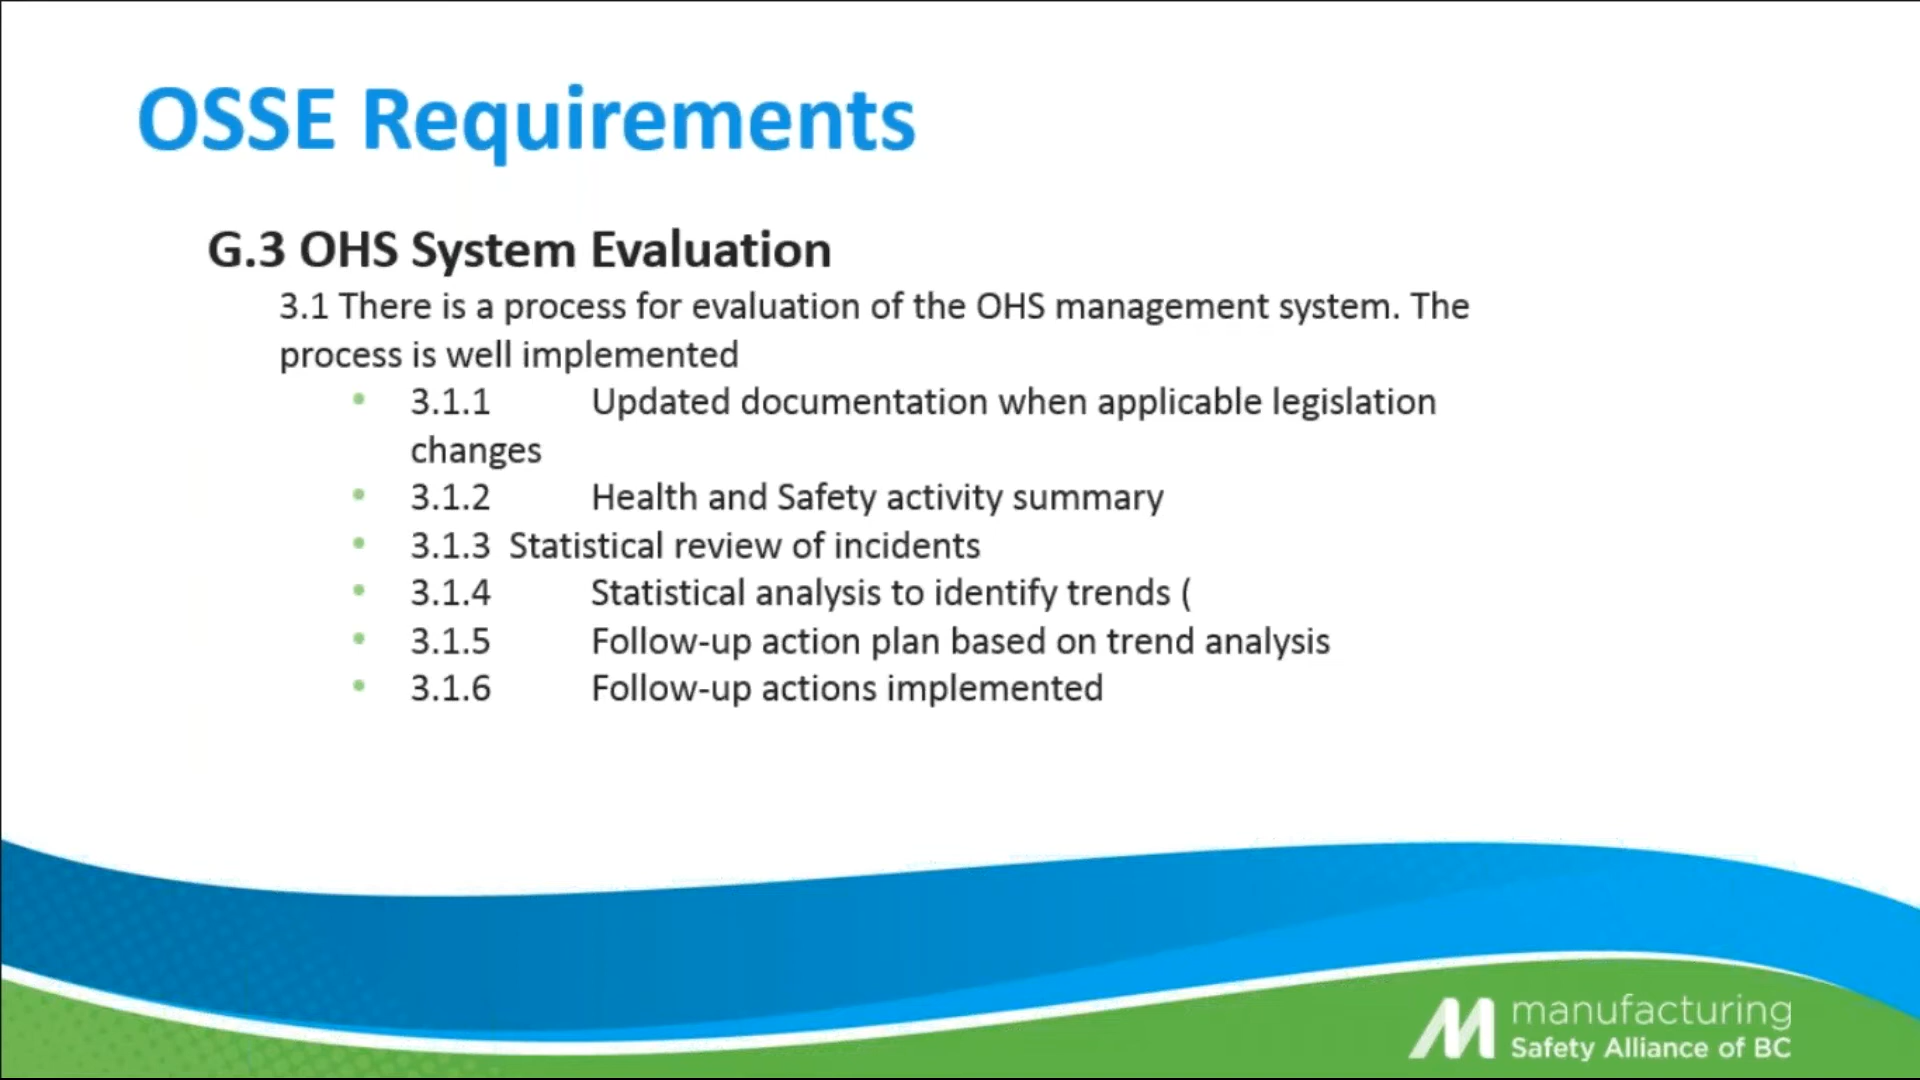 OSSE Requirements
G.3 OHS System Evaluation
3.1 There is a process for evaluation of the OHS management system. The
process is well implemented
• 3.1.1 Updated documentation when applicable legislation
changes
• 3.1.2 Health and Safety activity summary
• 3.1.3 Statistical review of incidents
• 3.1.4 Statistical analysis to identify trends (
• 3.1.5 Follow-up action plan based on trend analysis
• 3.1.6 Follow-up actions implemented
manufacturing
Safety Alliance of BC